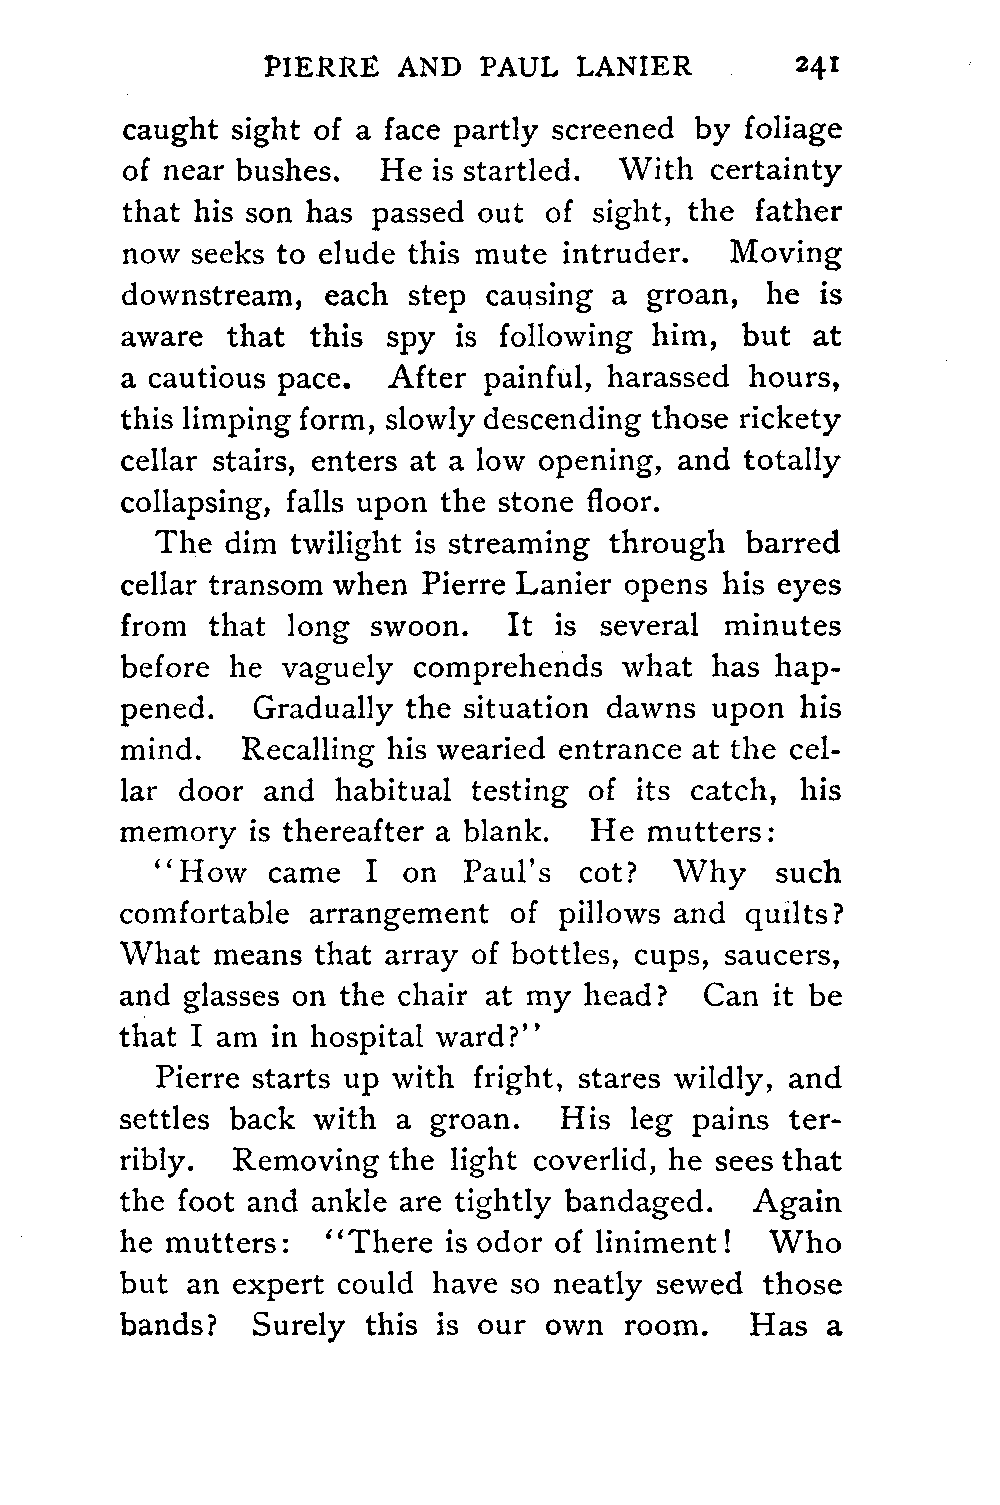 PIERRE AND PAUL LANIER 241
caught sight of a face partly screened by foliage
of near bushes. He is startled. With certainty
that his son has passed out of sight, the father
now seeks to elude this mute intruder. Moving
downstream, each step causing a groan, he is
aware that this spy is following him, but at
a cautious pace. After painful, harassed hours,
this limping form, slowly descending those rickety
cellar stairs, enters at a low opening, and totally
collapsing, falls upon the stone floor.
The dim twilight is streaming through barred
cellar transom when Pierre Lanier opens his eyes
from that long swoon. It is several minutes
before he vaguely comprehends what has hap-
pened. Gradually the situation dawns upon his
mind. Recalling his wearied entrance at the cel-
lar door and habitual testing of its catch, his
memory is thereafter a blank. He mutters:
"How came I on Paul's cot? Why such
comfortable arrangement of pillows and quilts?
What means that array of bottles, cups, saucers,
and glasses on the chair at my head? Can it be
that I am in hospital ward?"
Pierre starts up with fright, stares wildly, and
settles back with a groan. His leg pains ter-
ribly. Removing the light coverlid, he sees that
the foot and ankle are tightly bandaged. Again
he mutters: "There is odor of liniment! Who
but an expert could have so neatly sewed those
bands? Surely this is our own room. Has a